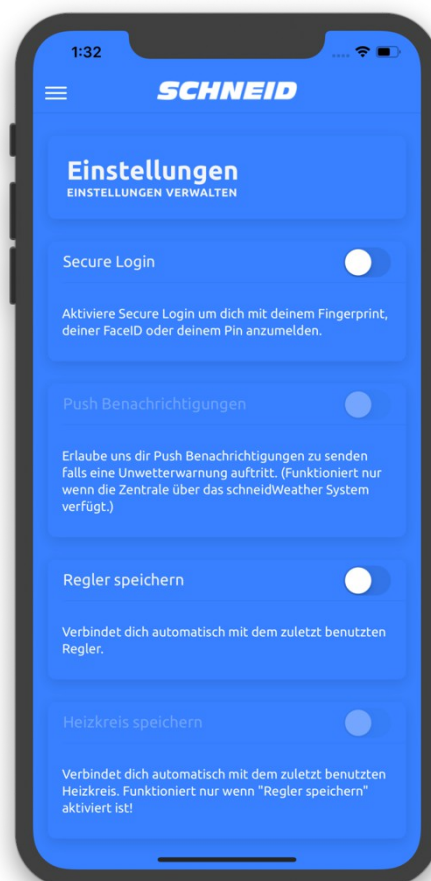 1:32
SCHNEID
Einstellungen
EINSTELLUNGEN VERWALTEN
Secure Login
Aktiviere Secure Login um dich mit deinem Fingerprint,
deiner FaceID oder deinem Pin anzumelden.
Push Benachrichtigungen
Erlaube uns dir Push Benachrichtigungen zu senden
falls eine Unwetterwarnung auftritt. (Funktioniert nur
wenn die Zentrale über das schneidWeather System
verfügt.)
Regler speichern
Verbindet dich automatisch mit dem zuletzt benutzten
Regler.
Heizkreis speichern
Verbindet dich automatisch mit dem zuletzt benutzten
Heizkreis. Funktioniert nur wenn "Regler speichern"
aktiviert ist!